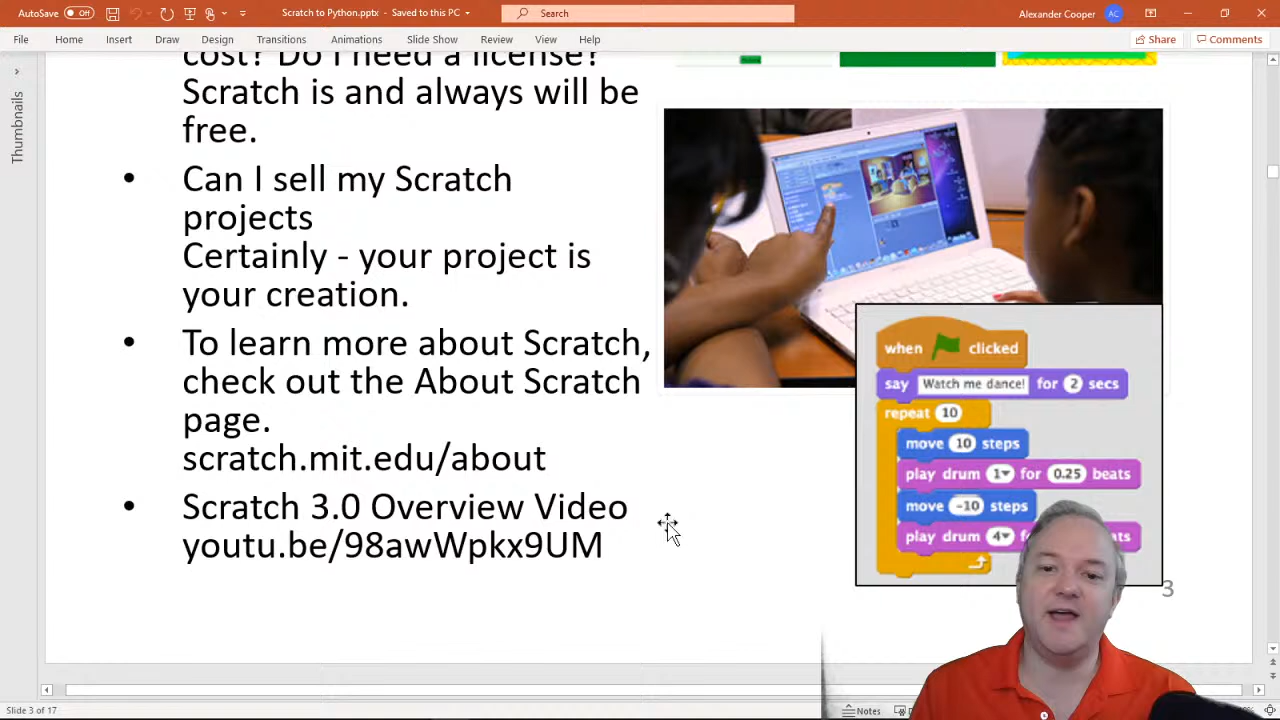 AutoSave Off
Scratch to Python.pptx - Saved to this PC
Search
Alexander Cooper AC
File Home Insert Draw Design Transitions Animations Slide Show Review View Help Share Comments
Thumbnails
cost? Do I need a license?
Scratch is and always will be
free.
• Can I sell my Scratch
projects
Certainly - your project is
your creation.
• To learn more about Scratch,
check out the About Scratch
page.
scratch.mit.edu/about
• Scratch 3.0 Overview Video
youtu.be/98awWpkx9UM
when clicked
say Watch me dance! for 2 secs
repeat 10
move 10 steps
play drum 1 for 0.25 beats
move -10 steps
play drum 4
3
Slide 3 of 17
Notes